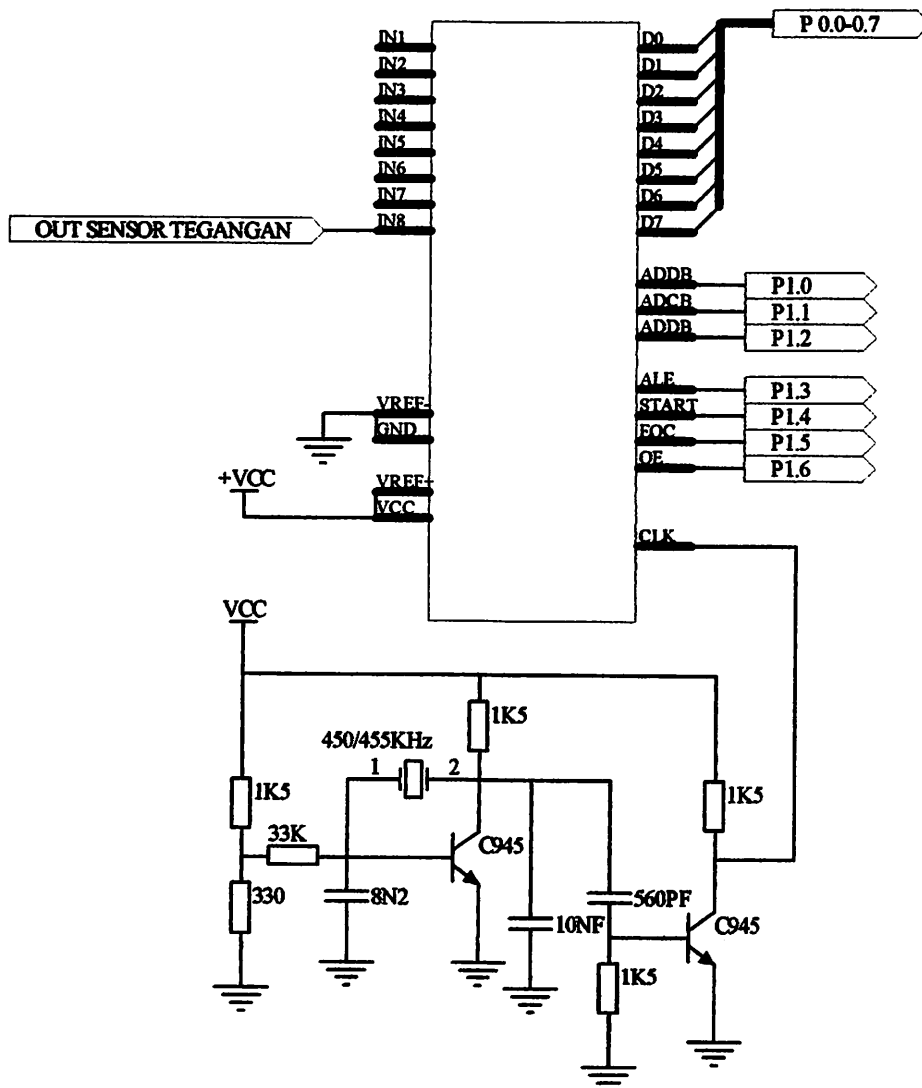 IN1
IN2
IN3
IN4
IN5
IN6
IN7
IN8
OUT SENSOR TEGANGAN
D0
D1
D2
D3
D4
D5
D6
D7
P 0.0-0.7
ADDB
ADCB
ADDB
P1.0
P1.1
P1.2
ALE
START
EOC
OE
P1.3
P1.4
P1.5
P1.6
VREF-
GND
+VCC
VREF+
VCC
CLK
VCC
1K5
450/455KHz
1 2
1K5
1K5
33K
C945
330
8N2
10NF
560PF
C945
1K5